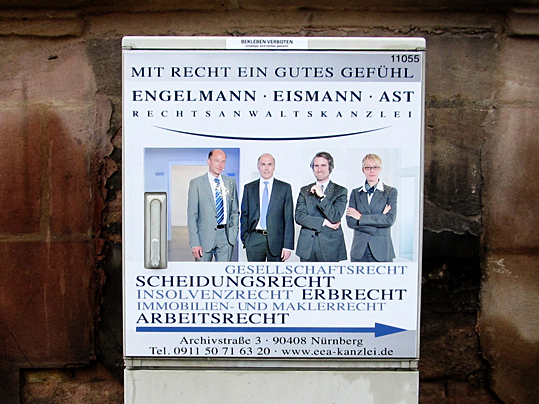 BEKLEBEN VERBOTEN
11055
MIT RECHT EIN GUTES GEFÜHL
ENGELMANN · EISMANN · AST
RECHTSANWALTSKANZLEI
GESELLSCHAFTSRECHT
SCHEIDUNGSRECHT
INSOLVENZRECHT ERBRECHT
IMMOBILIEN- UND MAKLERRECHT
ARBEITSRECHT
Archivstraße 3 · 90408 Nürnberg
Tel. 0911 50 71 63 20 · www.eea-kanzlei.de